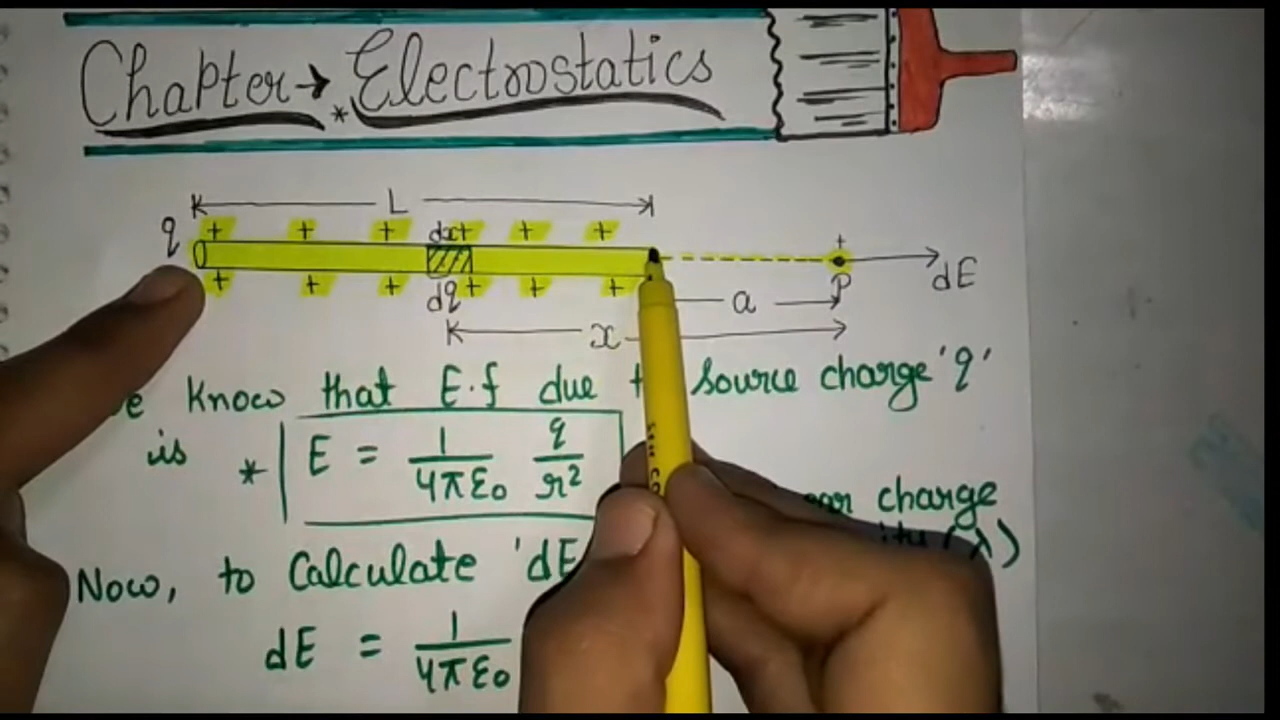 Chapter → * Electrostatics
L
q + + + dx + + + +
+ + + dq + + + P dE
a
x
know that E.f due source charge 'q'
is * E = 1/4πε₀ q/r²
charge
(λ)
Now, to Calculate 'dE
dE = 1/4πε₀